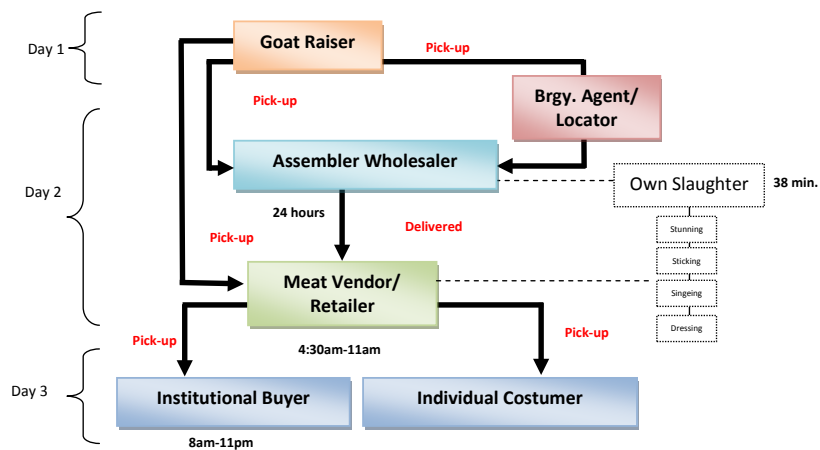 Day 1
Goat Raiser
Pick-up
Pick-up
Brgy. Agent/
Locator
Day 2
Assembler Wholesaler
Own Slaughter
38 min.
24 hours
Delivered
Pick-up
Stunning
Sticking
Singeing
Dressing
Meat Vendor/
Retailer
Pick-up
4:30am-11am
Pick-up
Day 3
Institutional Buyer
Individual Costumer
8am-11pm